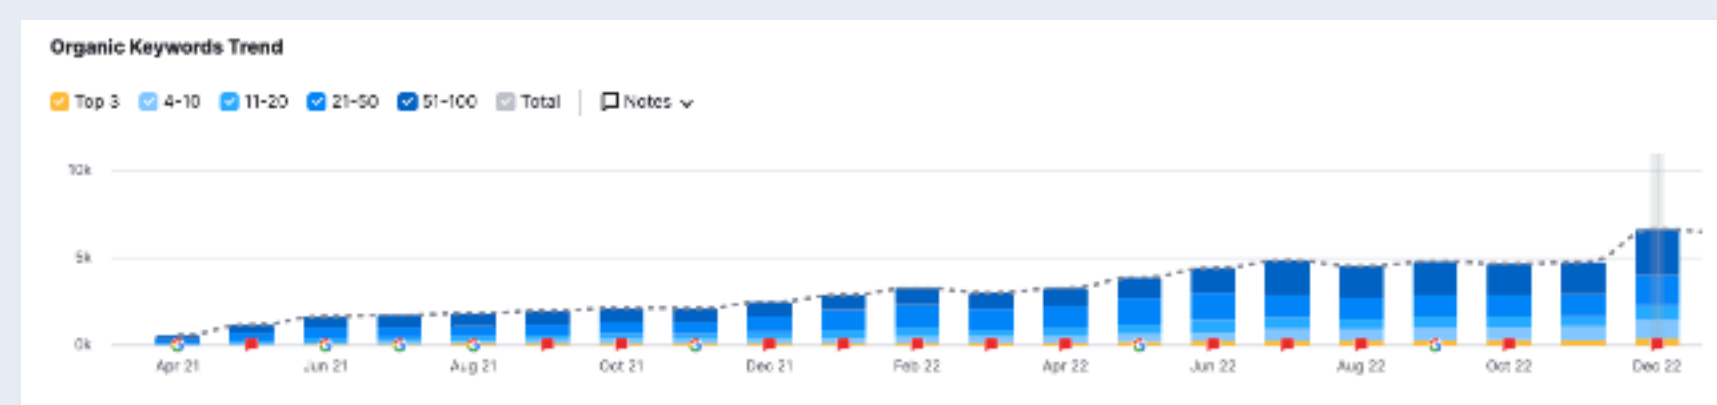 Organic Keywords Trend
Top 3 4-10 11-20 21-50 51-100 Total Notes
10k
5k
0k
Apr 21 Jun 21 Aug 21 Oct 21 Dec 21 Feb 22 Apr 22 Jun 22 Aug 22 Oct 22 Dec 22